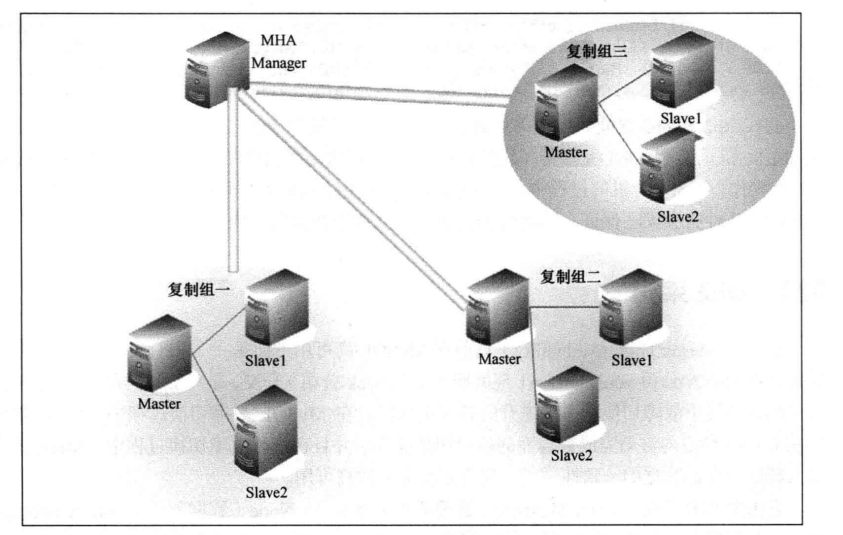 MHA
Manager
复制组三
Master
Slave1
Slave2
复制组一
Master
Slave1
Slave2
复制组二
Master
Slave1
Slave2